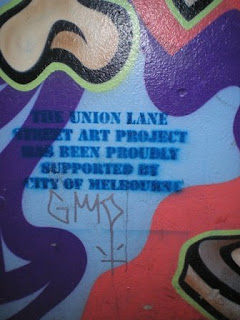 THE UNION LANE
STREET ART PROJECT
HAS BEEN PROUDLY
SUPPORTED BY
CITY OF MELBOURNE